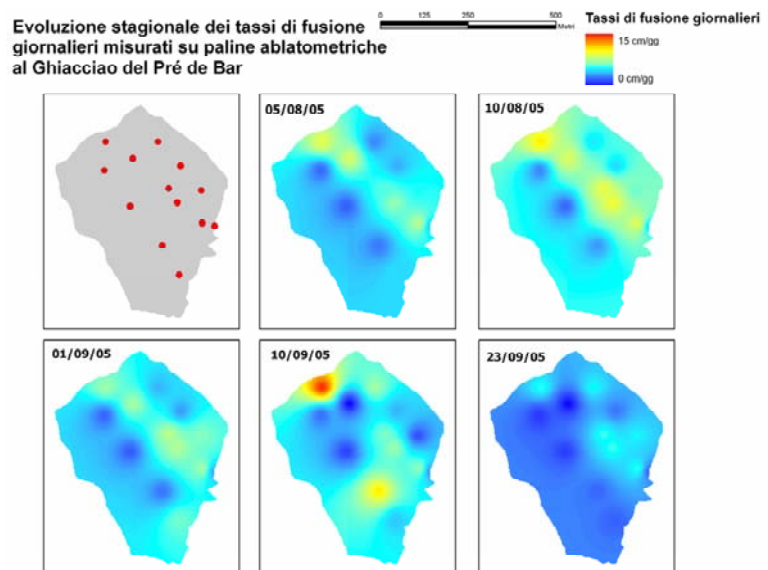 Evoluzione stagionale dei tassi di fusione
giornalieri misurati su paline ablatometriche
al Ghiacciao del Pré de Bar
0 125 250 500
Metri
Tassi di fusione giornalieri
15 cm/gg
0 cm/gg
05/08/05
10/08/05
01/09/05
10/09/05
23/09/05